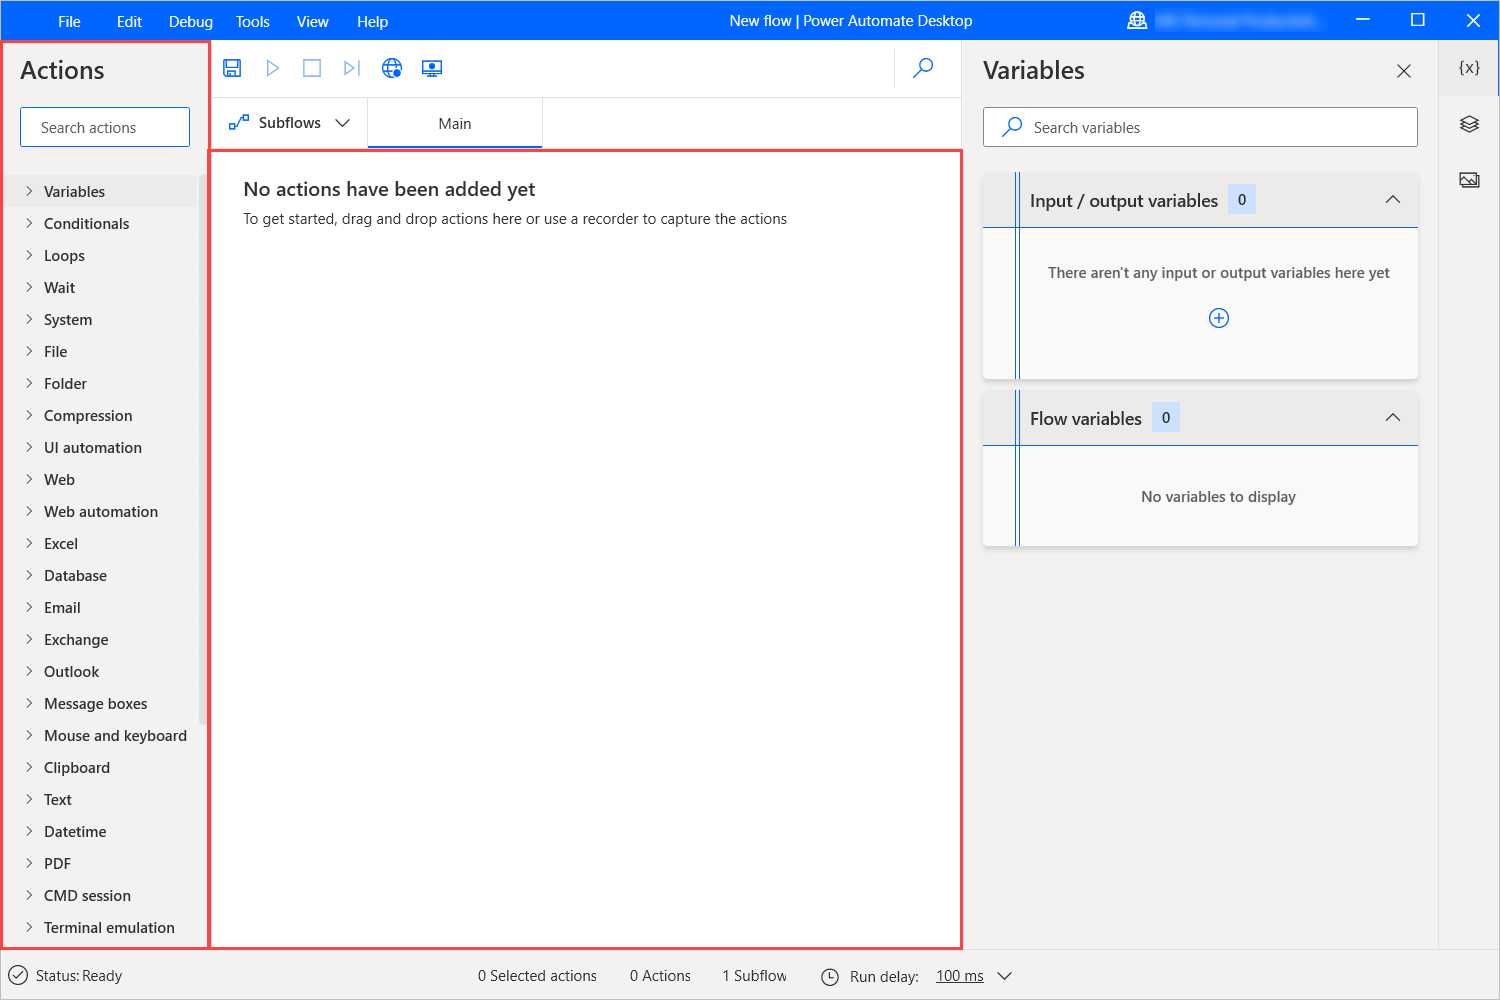 File Edit Debug Tools View Help
New flow | Power Automate Desktop
Actions
Search actions
Variables
Conditionals
Loops
Wait
System
File
Folder
Compression
UI automation
Web
Web automation
Excel
Database
Email
Exchange
Outlook
Message boxes
Mouse and keyboard
Clipboard
Text
Datetime
PDF
CMD session
Terminal emulation
Subflows
Main
No actions have been added yet
To get started, drag and drop actions here or use a recorder to capture the actions
Variables
{x}
Search variables
Input / output variables 0
There aren't any input or output variables here yet
Flow variables 0
No variables to display
Status: Ready
0 Selected actions
0 Actions
1 Subflow
Run delay: 100 ms